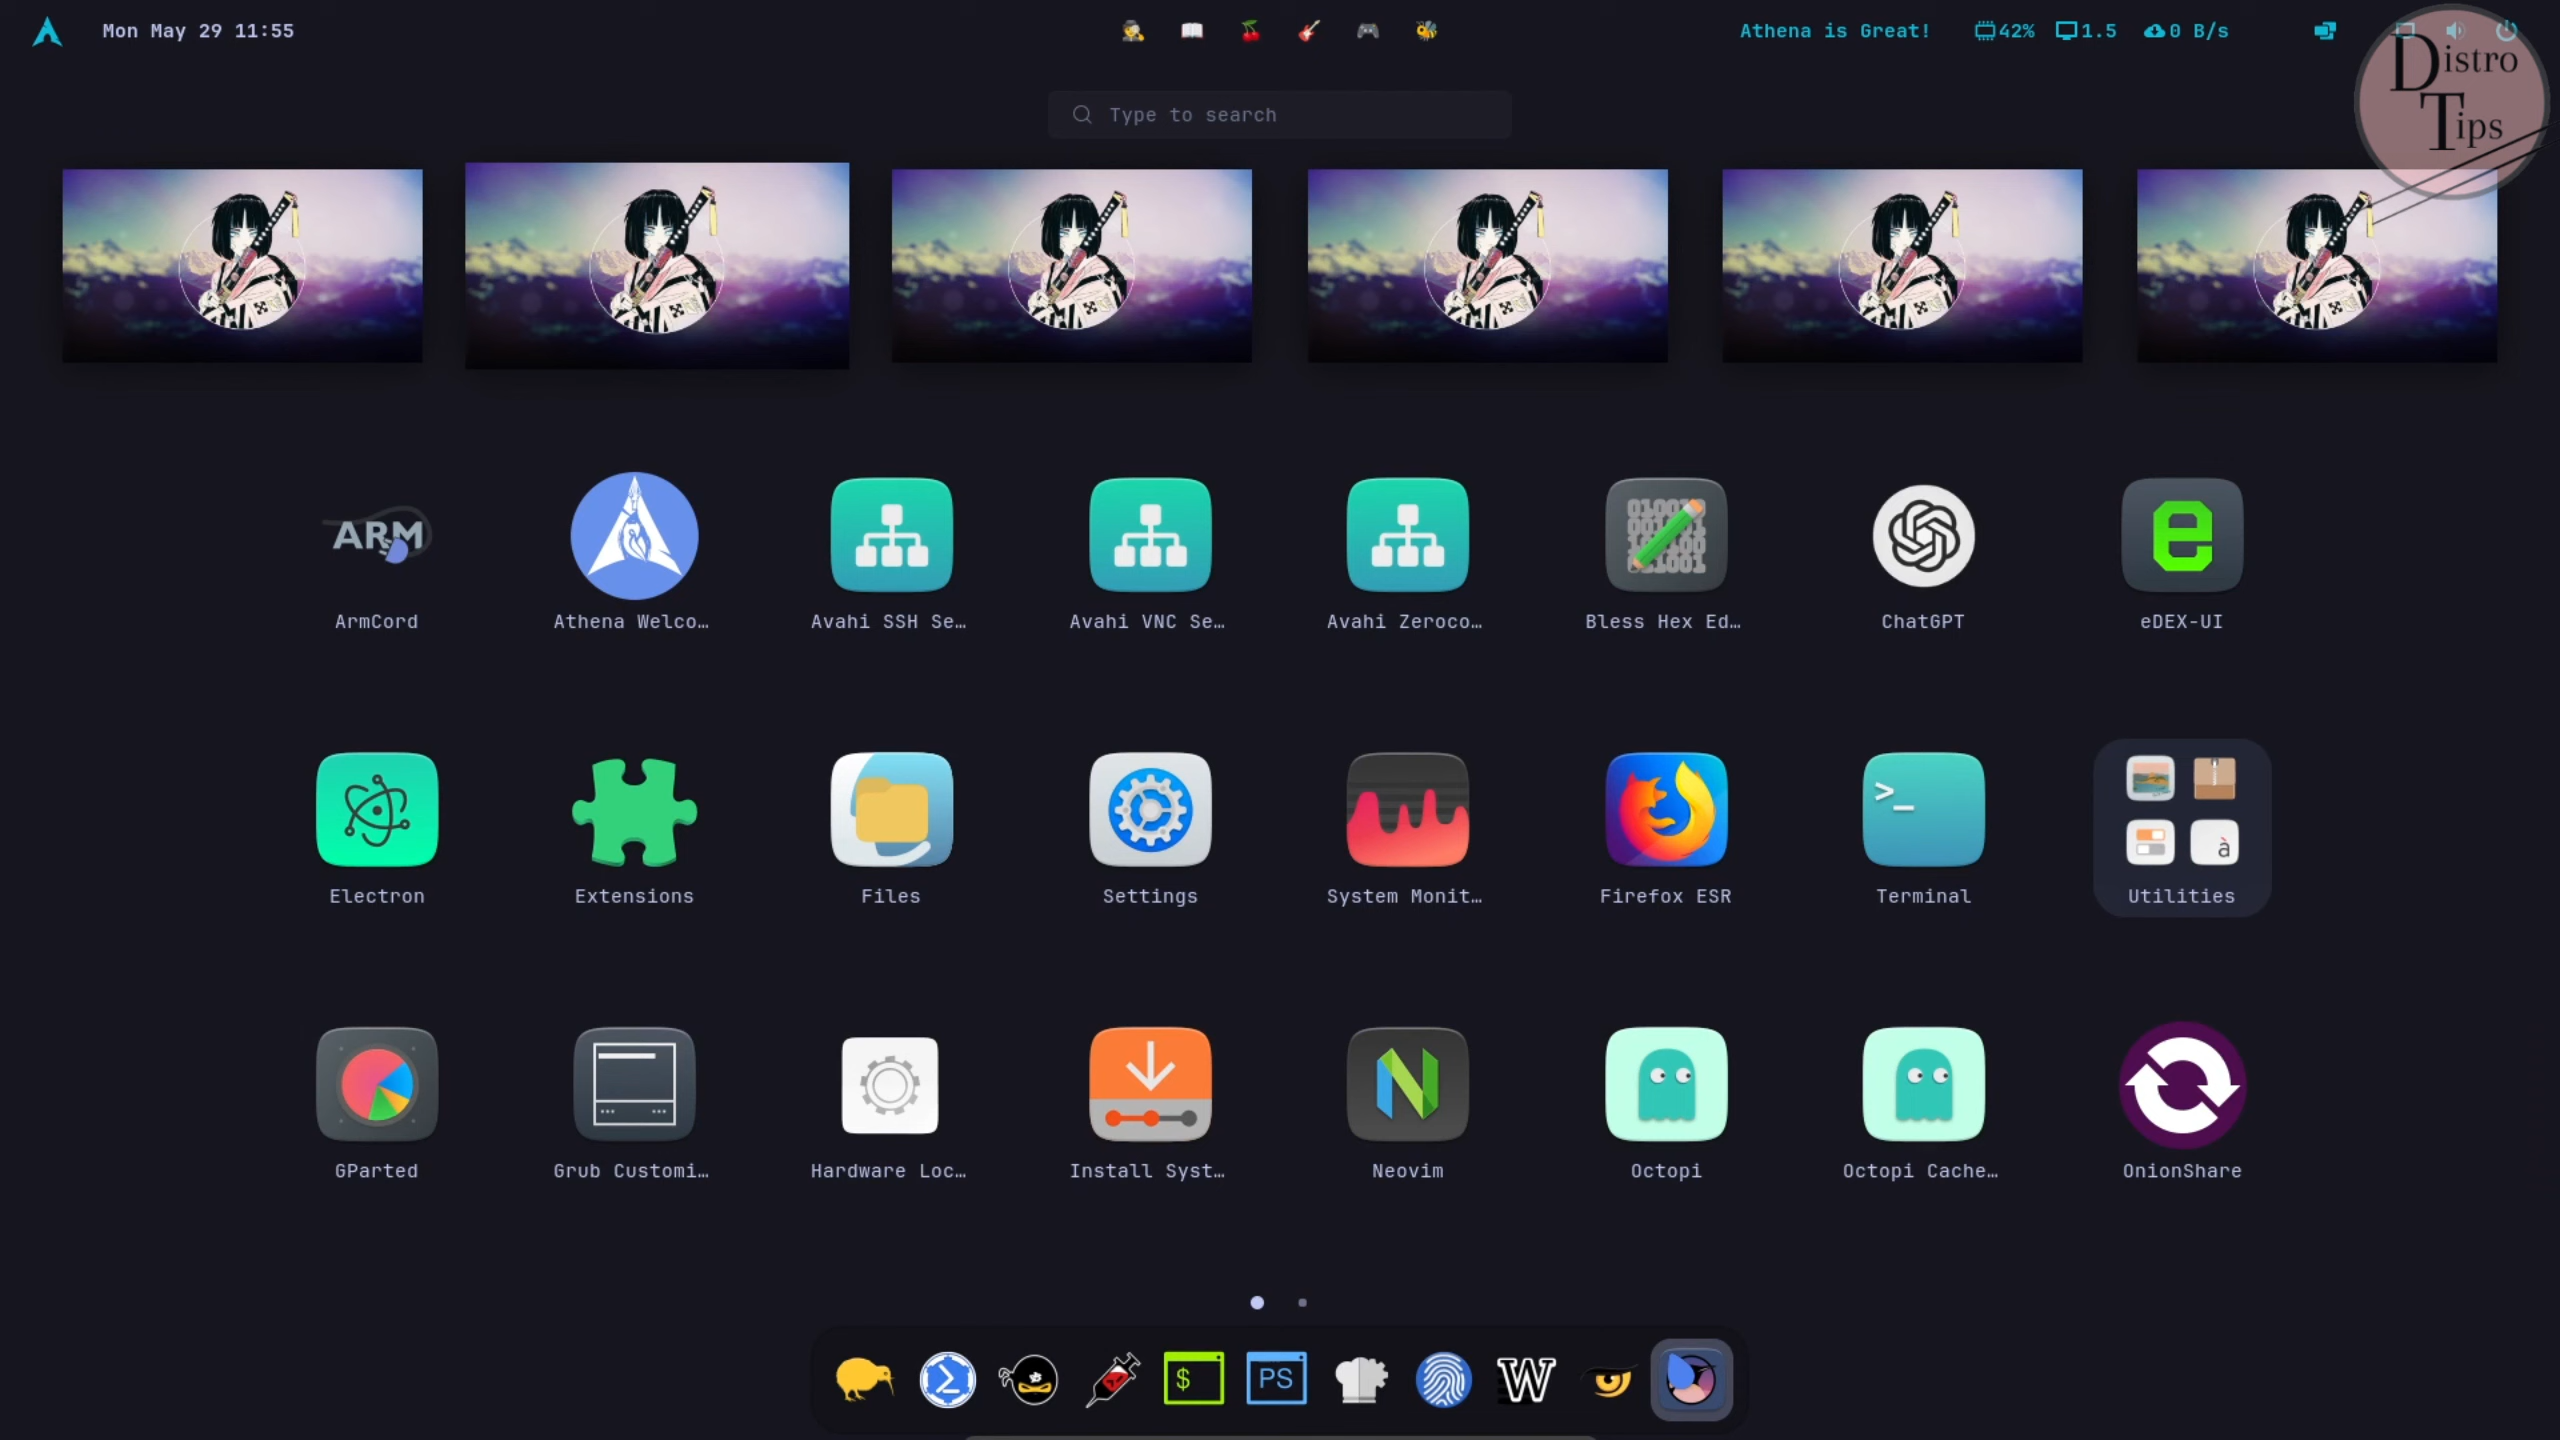 Mon May 29 11:55
Athena is Great! 42% 1.5 0 B/s
Distro
Tips
Type to search
ARM
ArmCord
Athena Welco…
Avahi SSH Se…
Avahi VNC Se…
Avahi Zeroco…
Bless Hex Ed…
ChatGPT
eDEX-UI
Electron
Extensions
Files
Settings
System Monit…
Firefox ESR
>_
Terminal
à
Utilities
GParted
Grub Customi…
Hardware Loc…
Install Syst…
Neovim
Octopi
Octopi Cache…
OnionShare
$
PS
W